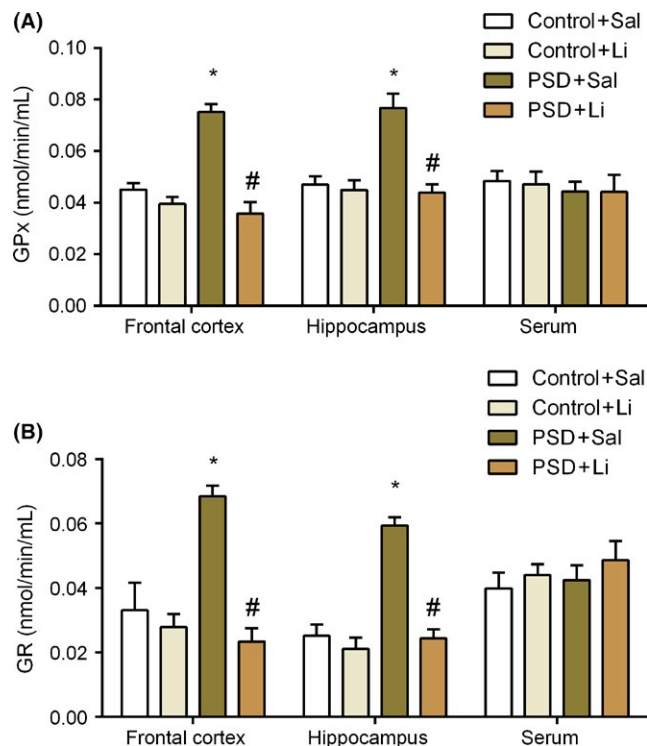 (A)
Control+Sal
Control+Li
PSD+Sal
PSD+Li
GPx (nmol/min/mL)
0.10
0.08
0.06
0.04
0.02
0.00
*
#
*
#
Frontal cortex
Hippocampus
Serum
(B)
Control+Sal
Control+Li
PSD+Sal
PSD+Li
GR (nmol/min/mL)
0.08
0.06
0.04
0.02
0.00
*
#
*
#
Frontal cortex
Hippocampus
Serum